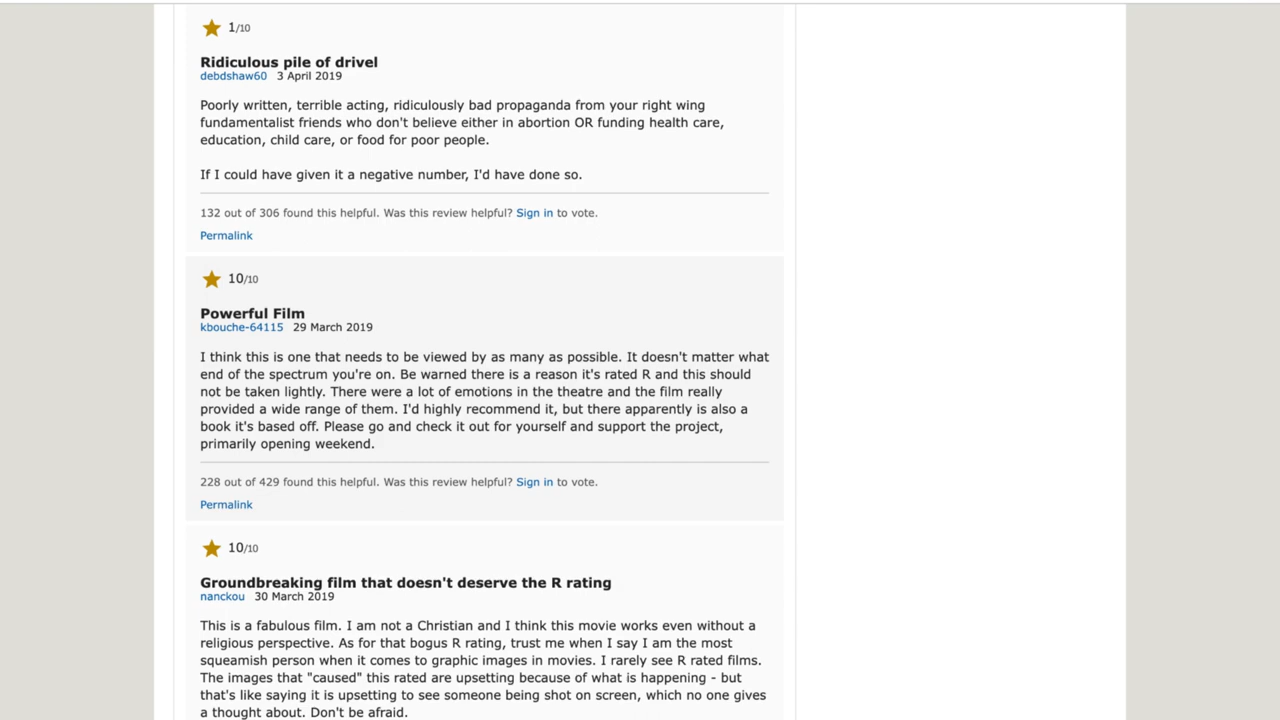 1/10
Ridiculous pile of drivel
debdshaw60 3 April 2019
Poorly written, terrible acting, ridiculously bad propaganda from your right wing
fundamentalist friends who don't believe either in abortion OR funding health care,
education, child care, or food for poor people.
If I could have given it a negative number, I'd have done so.
132 out of 306 found this helpful. Was this review helpful? Sign in to vote.
Permalink
10/10
Powerful Film
kbouche-64115 29 March 2019
I think this is one that needs to be viewed by as many as possible. It doesn't matter what
end of the spectrum you're on. Be warned there is a reason it's rated R and this should
not be taken lightly. There were a lot of emotions in the theatre and the film really
provided a wide range of them. I'd highly recommend it, but there apparently is also a
book it's based off. Please go and check it out for yourself and support the project,
primarily opening weekend.
228 out of 429 found this helpful. Was this review helpful? Sign in to vote.
Permalink
10/10
Groundbreaking film that doesn't deserve the R rating
nanckou 30 March 2019
This is a fabulous film. I am not a Christian and I think this movie works even without a
religious perspective. As for that bogus R rating, trust me when I say I am the most
squeamish person when it comes to graphic images in movies. I rarely see R rated films.
The images that "caused" this rated are upsetting because of what is happening - but
that's like saying it is upsetting to see someone being shot on screen, which no one gives
a thought about. Don't be afraid.